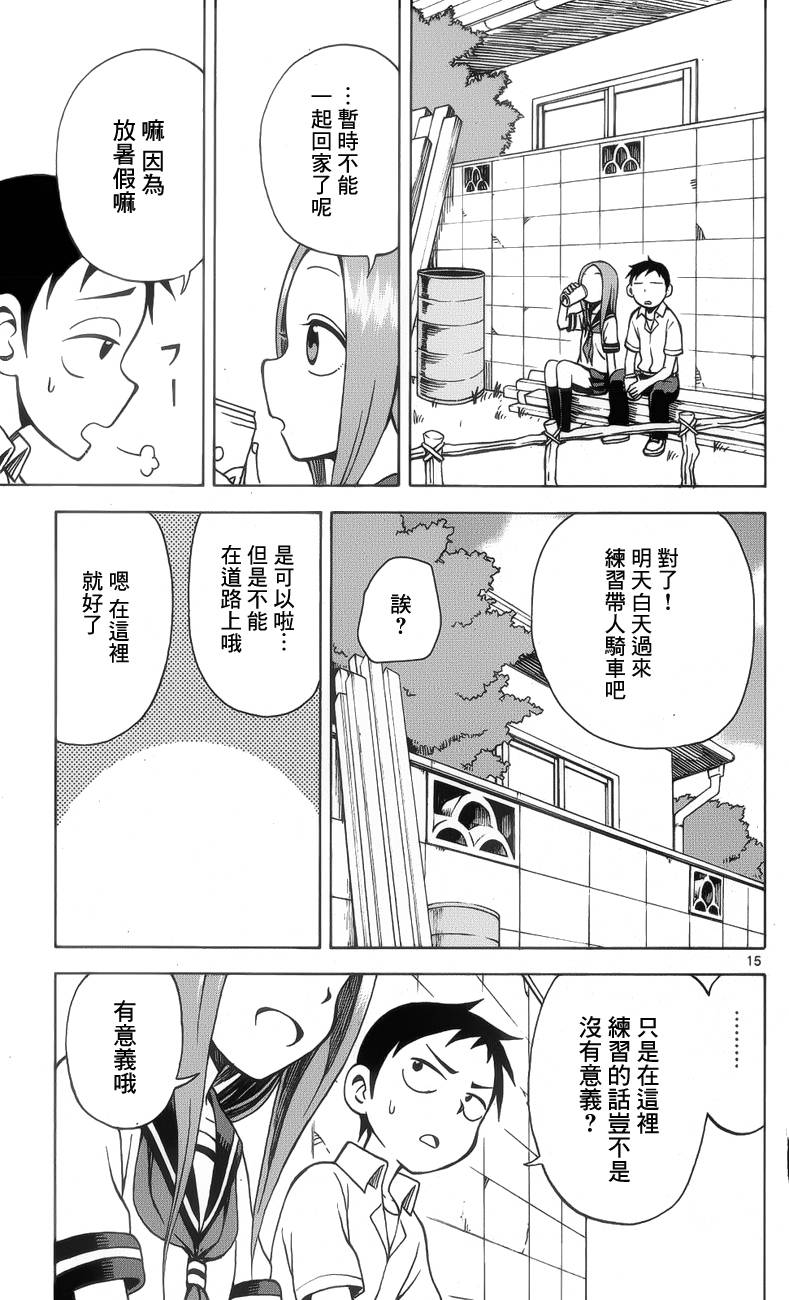 …暫時不能
一起回家了呢
嘛 因為
放暑假嘛
對了！
明天白天過來
練習帶人騎車吧
誒？
是可以啦…
但是不能
在道路上哦
嗯 在這裡
就好了
15
………
只是在這裡
練習的話豈不是
沒有意義？
有意義哦